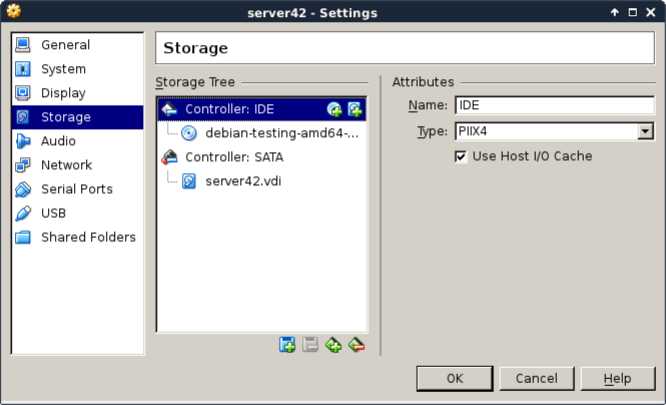 server42 - Settings
General
System
Display
Storage
Audio
Network
Serial Ports
USB
Shared Folders
Storage
Storage Tree
Controller: IDE
debian-testing-amd64-...
Controller: SATA
server42.vdi
Attributes
Name: IDE
Type: PIIX4
Use Host I/O Cache
OK Cancel Help